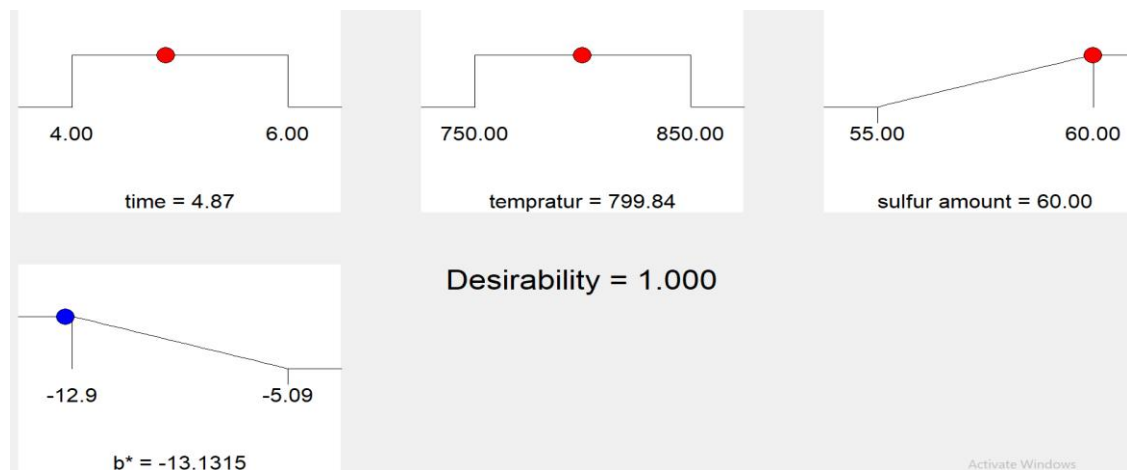 4.00 6.00
time = 4.87
750.00 850.00
tempratur = 799.84
55.00 60.00
sulfur amount = 60.00
Desirability = 1.000
-12.9 -5.09
b* = -13.1315
Activate Windows